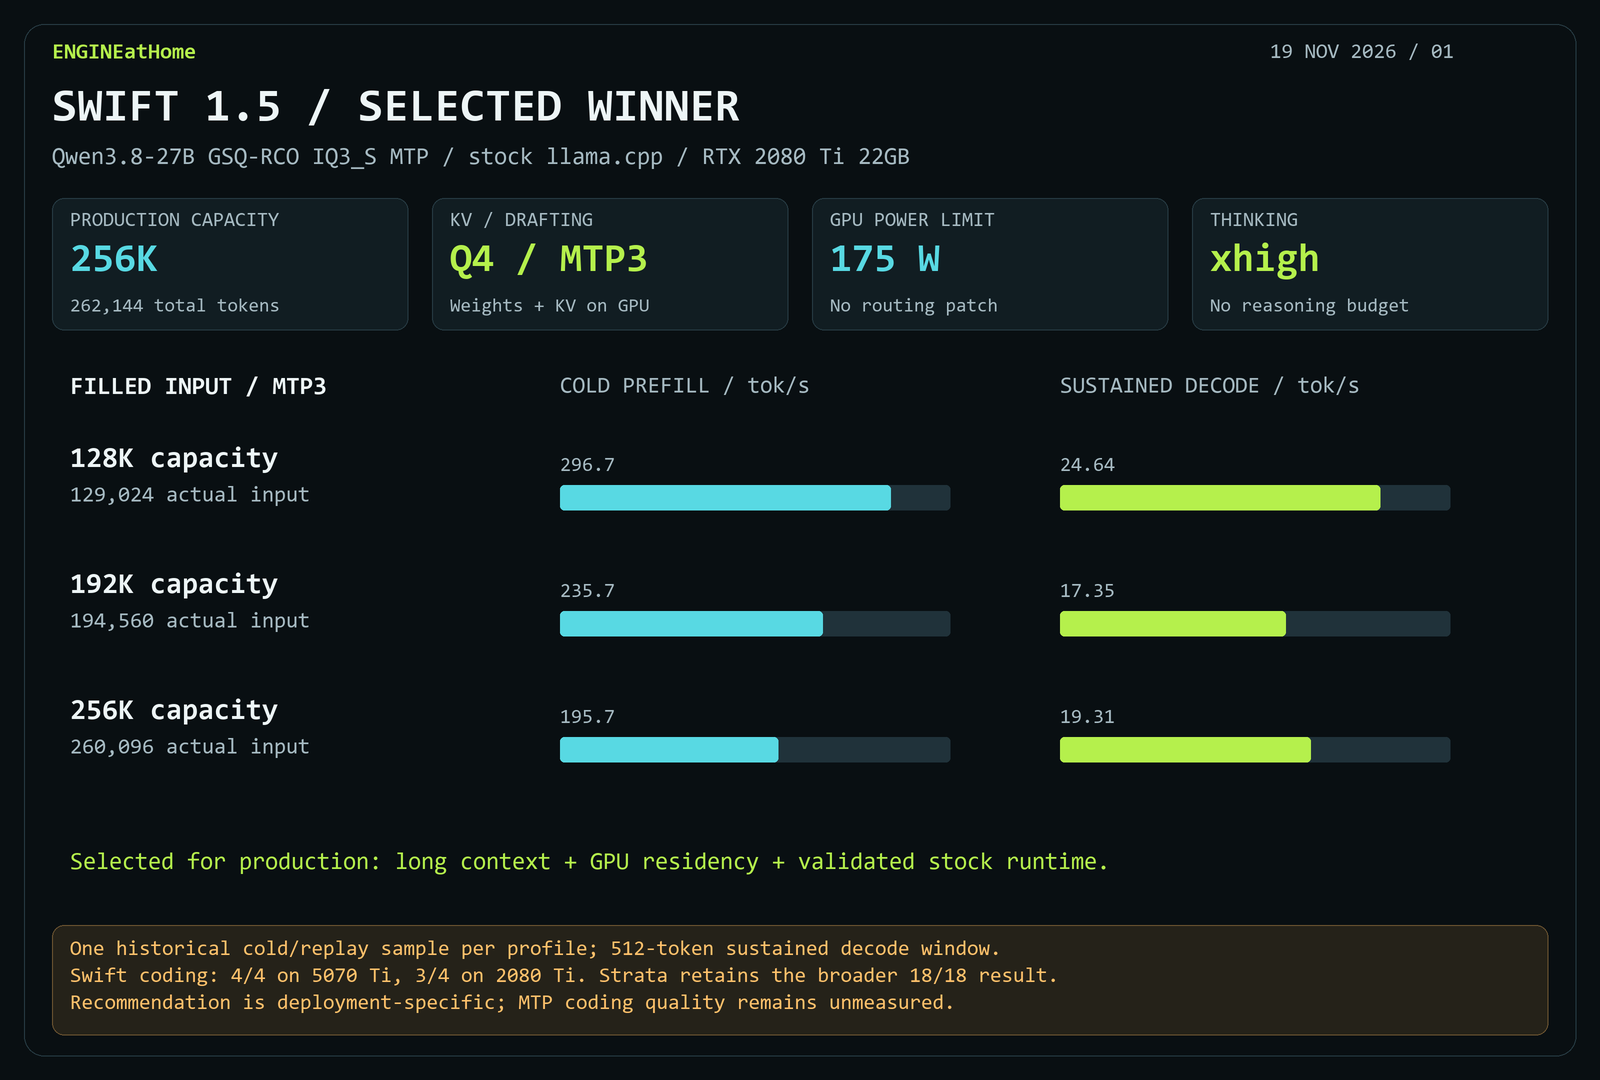 ENGINEatHome
19 NOV 2026 / 01
SWIFT 1.5 / SELECTED WINNER
Qwen3.8-27B GSQ-RCO IQ3_S MTP / stock llama.cpp / RTX 2080 Ti 22GB
PRODUCTION CAPACITY
256K
262,144 total tokens
KV / DRAFTING
Q4 / MTP3
Weights + KV on GPU
GPU POWER LIMIT
175 W
No routing patch
THINKING
xhigh
No reasoning budget
FILLED INPUT / MTP3
COLD PREFILL / tok/s
SUSTAINED DECODE / tok/s
128K capacity
129,024 actual input
296.7
24.64
192K capacity
194,560 actual input
235.7
17.35
256K capacity
260,096 actual input
195.7
19.31
Selected for production: long context + GPU residency + validated stock runtime.
One historical cold/replay sample per profile; 512-token sustained decode window.
Swift coding: 4/4 on 5070 Ti, 3/4 on 2080 Ti. Strata retains the broader 18/18 result.
Recommendation is deployment-specific; MTP coding quality remains unmeasured.